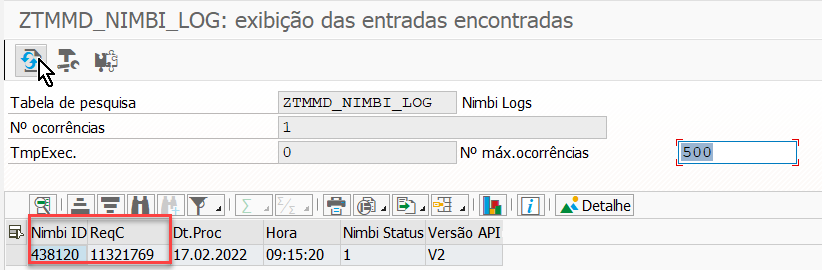 ZTMMD_NIMBI_LOG: exibição das entradas encontradas
Tabela de pesquisa ZTMMD_NIMBI_LOG Nimbi Logs
Nº ocorrências 1
TmpExec. 0 Nº máx.ocorrências 500
Detalhe
Nimbi ID ReqC Dt.Proc Hora Nimbi Status Versão API
438120 11321769 17.02.2022 09:15:20 1 V2